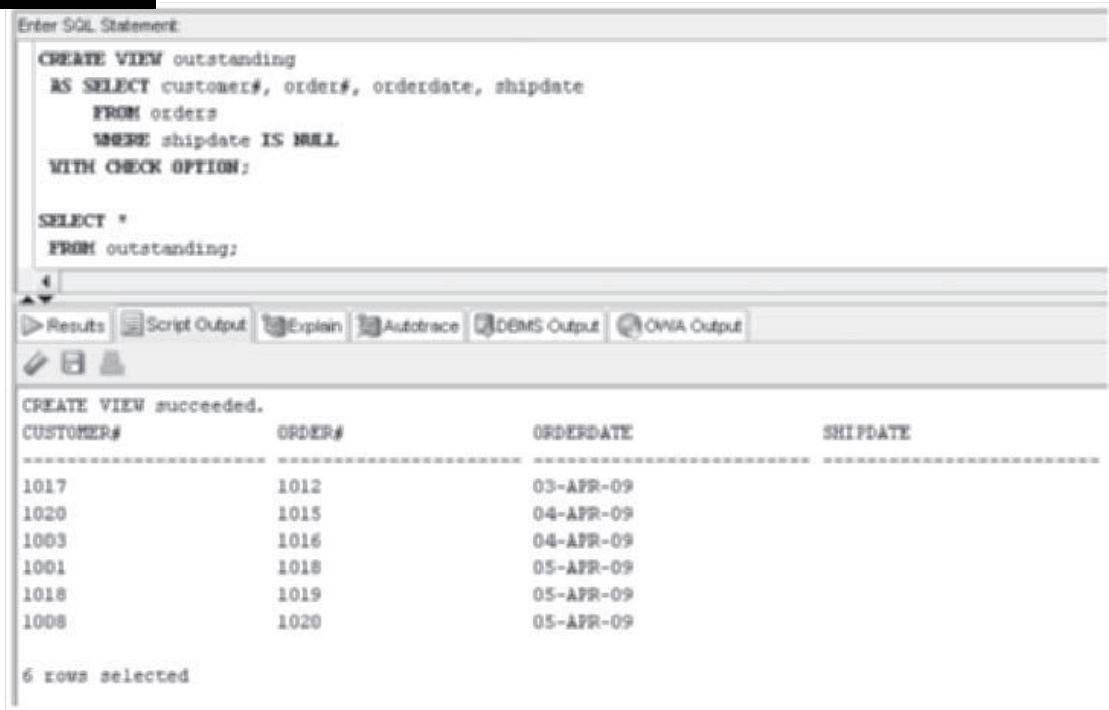 Enter SQL Statement:
CREATE VIEW outstanding
AS SELECT customer#, order#, orderdate, shipdate
FROM orders
WHERE shipdate IS NULL
WITH CHECK OPTION;
SELECT *
FROM outstanding;
Results Script Output Explain Autotrace DBMS Output OWA Output
CREATE VIEW succeeded.
CUSTOMER# ORDER# ORDERDATE SHIPDATE
---------------------- ---------------------- ------------------------- -------------------------
1017 1012 03-APR-09
1020 1015 04-APR-09
1003 1016 04-APR-09
1001 1018 05-APR-09
1018 1019 05-APR-09
1008 1020 05-APR-09
6 rows selected